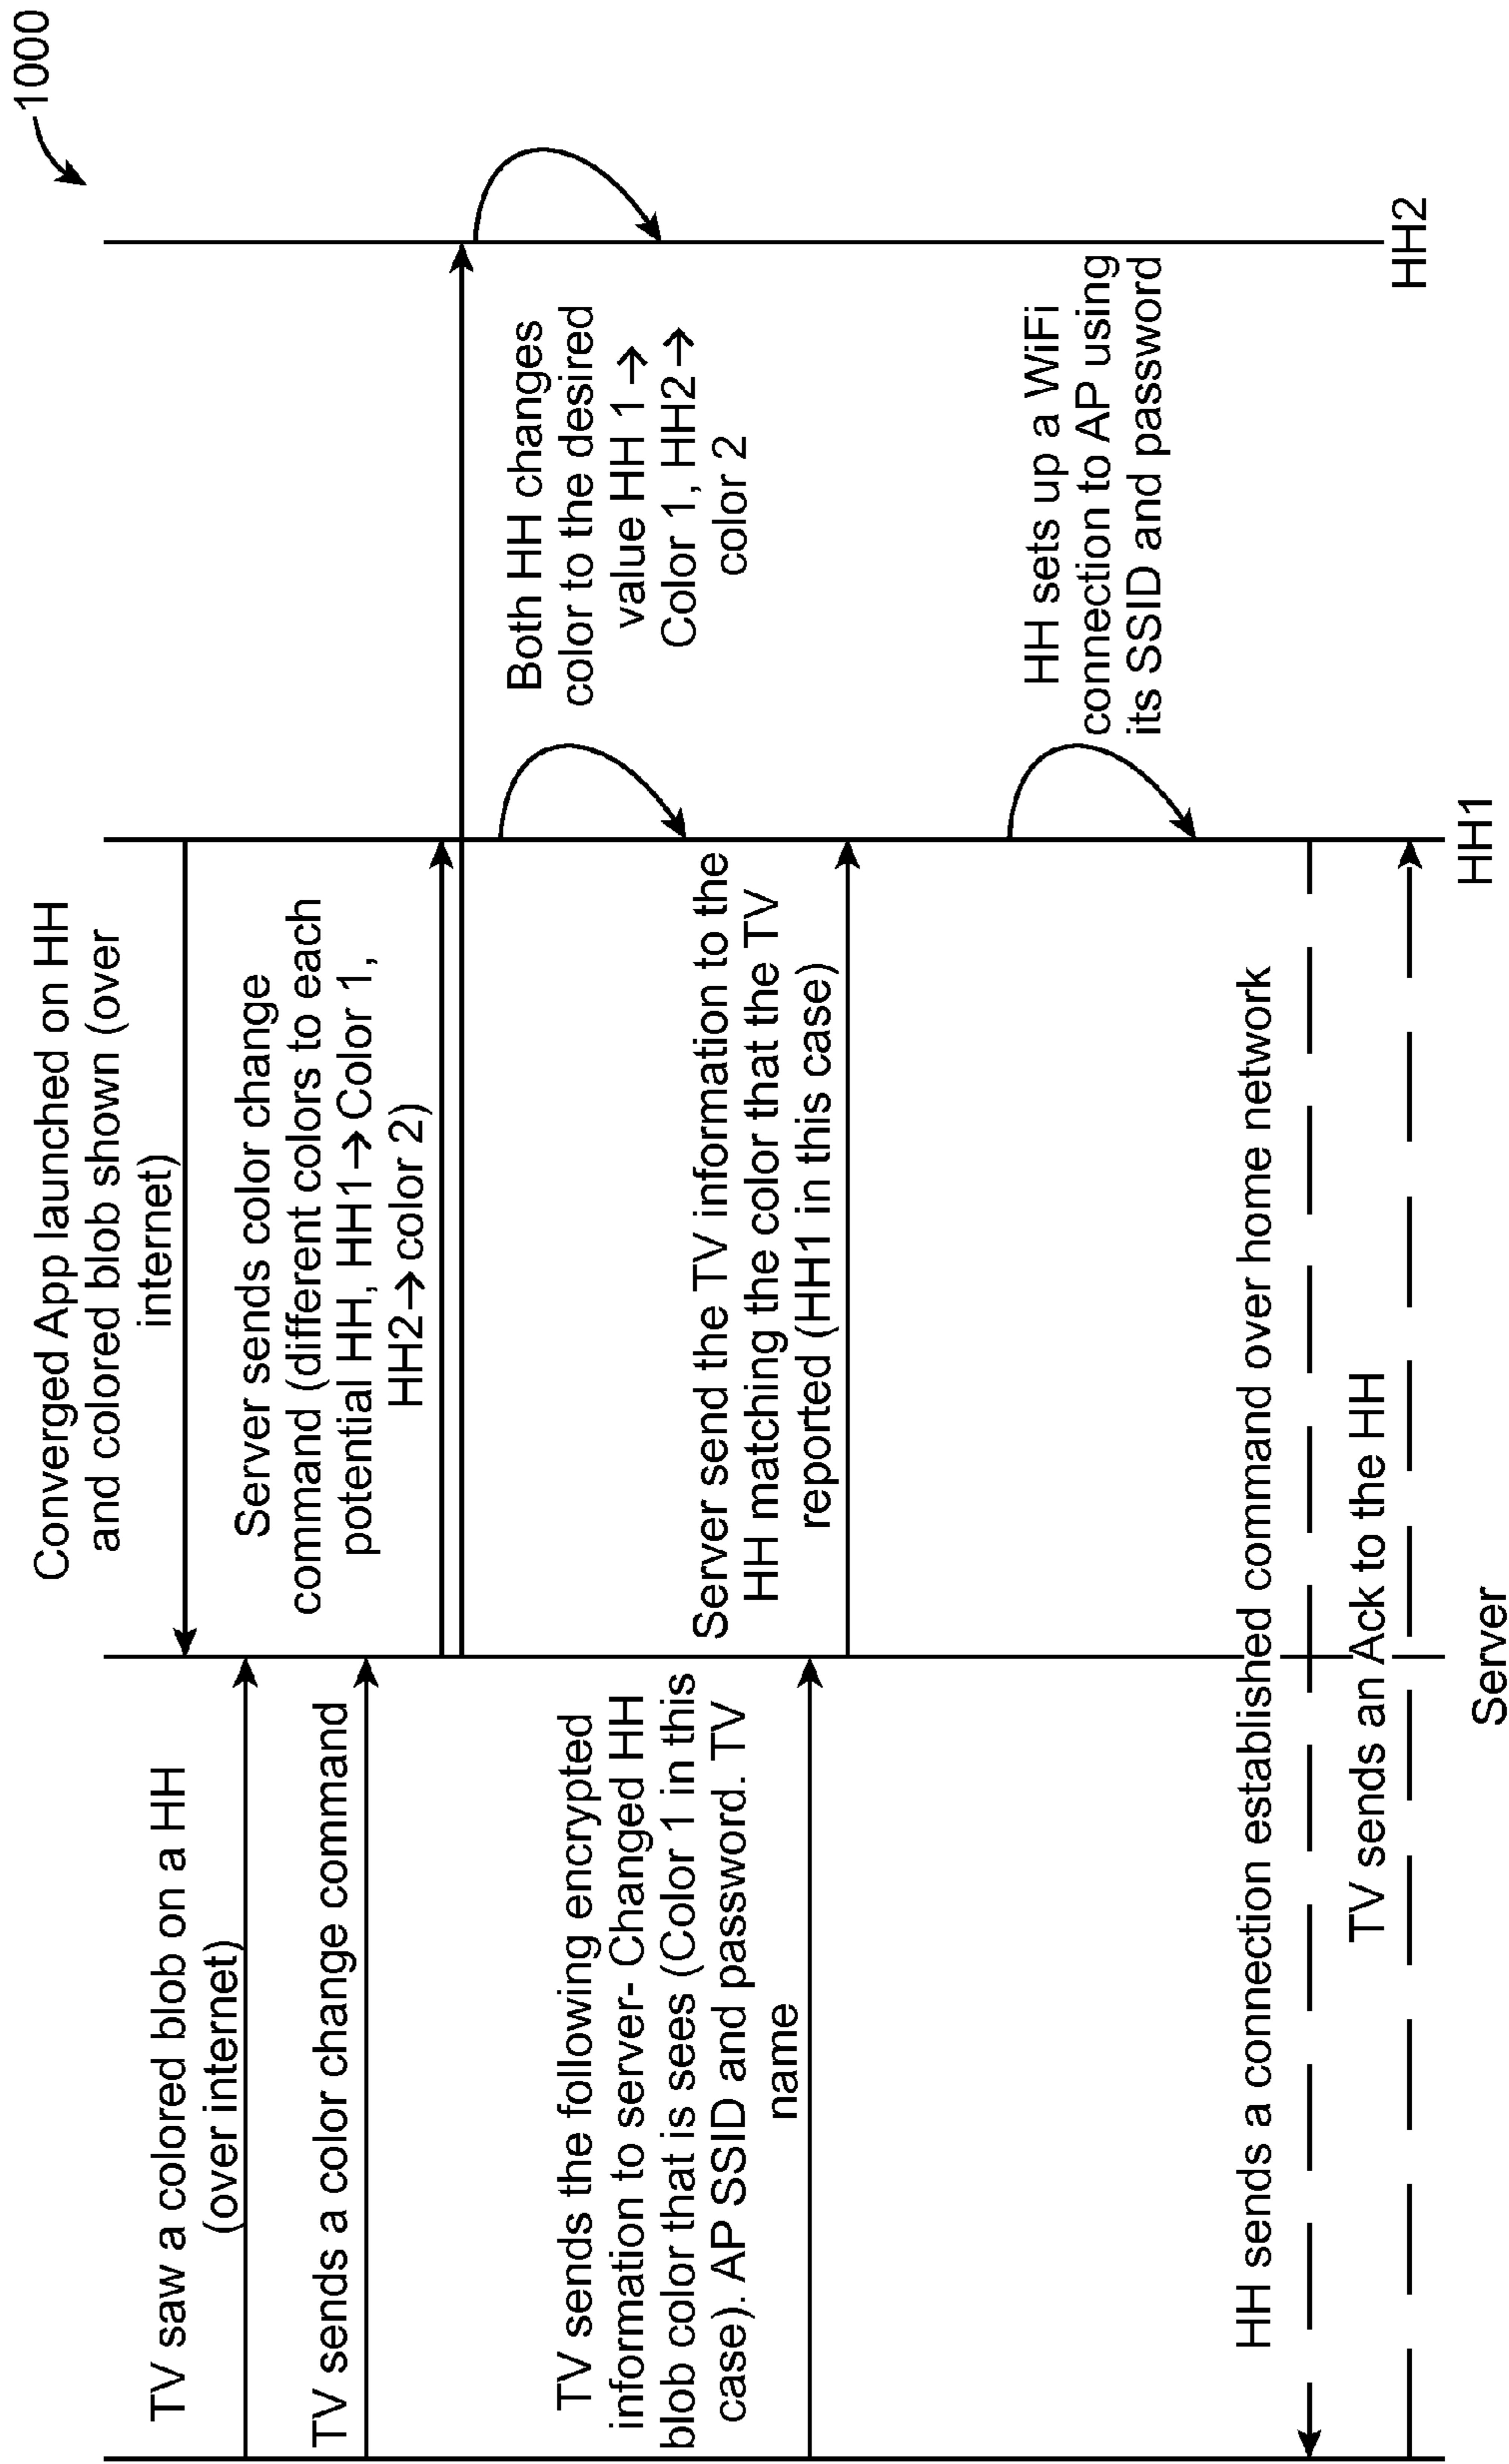 1000
Converged App launched on HH
and colored blob shown (over
internet)
TV saw a colored blob on a HH
(over internet)
TV sends a color change command
Server sends color change
command (different colors to each
potential HH, HH1→Color 1,
HH2→color 2)
Both HH changes
color to the desired
value HH 1→
Color 1, HH2→
color 2
TV sends the following encrypted
information to server- Changed HH
blob color that is sees (Color 1 in this
case). AP SSID and password. TV
name
Server send the TV information to the
HH matching the color that the TV
reported (HH1 in this case)
HH sets up a WiFi
connection to AP using
its SSID and password
HH sends a connection established command over home network
TV sends an Ack to the HH
Server
HH1
HH2